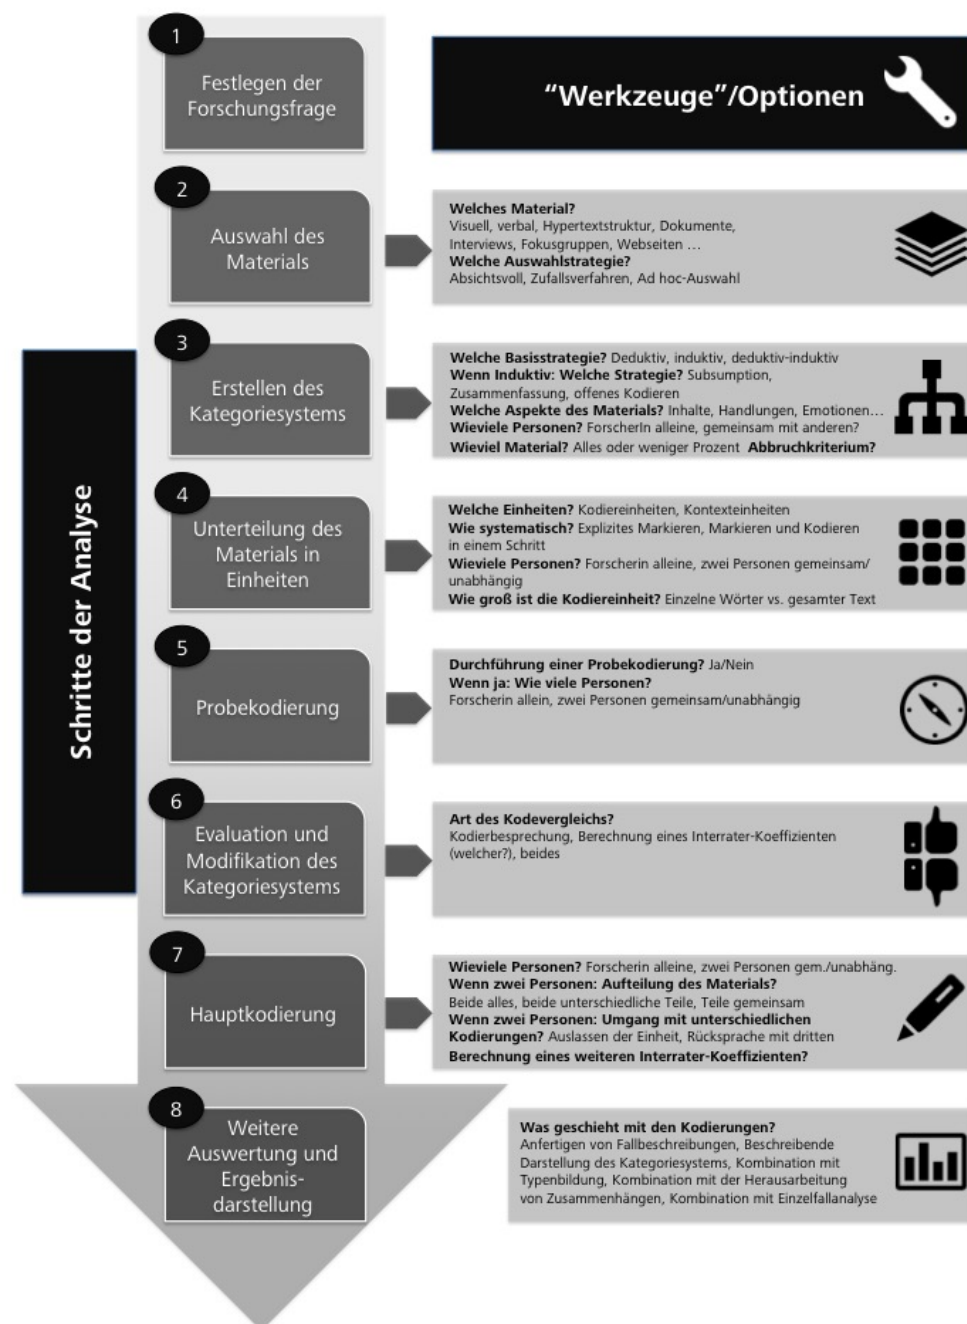 1
Festlegen der
Forschungsfrage
"Werkzeuge"/Optionen
2
Auswahl des
Materials
Welches Material?
Visuell, verbal, Hypertextstruktur, Dokumente,
Interviews, Fokusgruppen, Webseiten …
Welche Auswahlstrategie?
Absichtsvoll, Zufallsverfahren, Ad hoc-Auswahl
Schritte der Analyse
3
Erstellen des
Kategoriesystems
Welche Basisstrategie? Deduktiv, induktiv, deduktiv-induktiv
Wenn Induktiv: Welche Strategie? Subsumption,
Zusammenfassung, offenes Kodieren
Welche Aspekte des Materials? Inhalte, Handlungen, Emotionen…
Wieviele Personen? ForscherIn alleine, gemeinsam mit anderen?
Wieviel Material? Alles oder weniger Prozent Abbruchkriterium?
4
Unterteilung des
Materials in
Einheiten
Welche Einheiten? Kodiereinheiten, Kontexteinheiten
Wie systematisch? Explizites Markieren, Markieren und Kodieren
in einem Schritt
Wieviele Personen? Forscherin alleine, zwei Personen gemeinsam/
unabhängig
Wie groß ist die Kodiereinheit? Einzelne Wörter vs. gesamter Text
5
Probekodierung
Durchführung einer Probekodierung? Ja/Nein
Wenn ja: Wie viele Personen?
Forscherin allein, zwei Personen gemeinsam/unabhängig
6
Evaluation und
Modifikation des
Kategoriesystems
Art des Kodevergleichs?
Kodierbesprechung, Berechnung eines Interrater-Koeffizienten
(welcher?), beides
7
Hauptkodierung
Wieviele Personen? Forscherin alleine, zwei Personen gem./unabhäng.
Wenn zwei Personen: Aufteilung des Materials?
Beide alles, beide unterschiedliche Teile, Teile gemeinsam
Wenn zwei Personen: Umgang mit unterschiedlichen
Kodierungen? Auslassen der Einheit, Rücksprache mit dritten
Berechnung eines weiteren Interrater-Koeffizienten?
8
Weitere
Auswertung und
Ergebnis-
darstellung
Was geschieht mit den Kodierungen?
Anfertigen von Fallbeschreibungen, Beschreibende
Darstellung des Kategoriesystems, Kombination mit
Typenbildung, Kombination mit der Herausarbeitung
von Zusammenhängen, Kombination mit Einzelfallanalyse